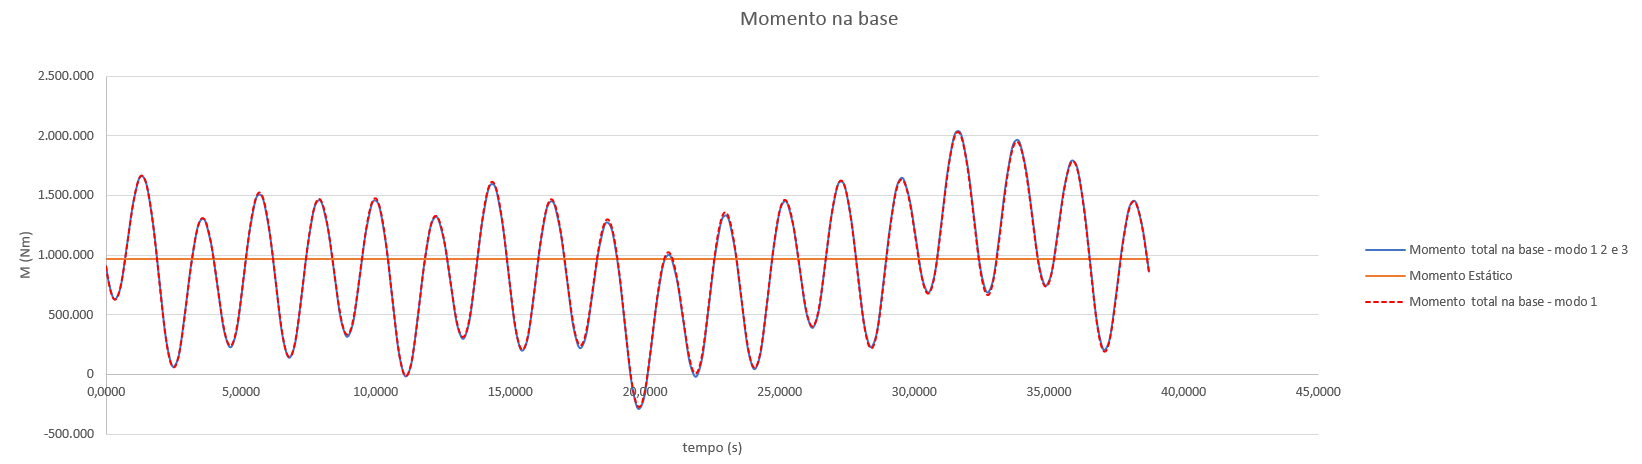 Momento na base
2.500.000
2.000.000
1.500.000
1.000.000
500.000
0
-500.000
M (Nm)
0,0000 5,0000 10,0000 15,0000 20,0000 25,0000 30,0000 35,0000 40,0000 45,0000
tempo (s)
Momento total na base - modo 1 2 e 3
Momento Estático
Momento total na base - modo 1